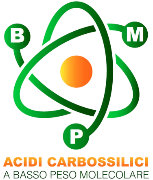 B M
P
ACIDI CARBOSSILICI
A BASSO PESO MOLECOLARE